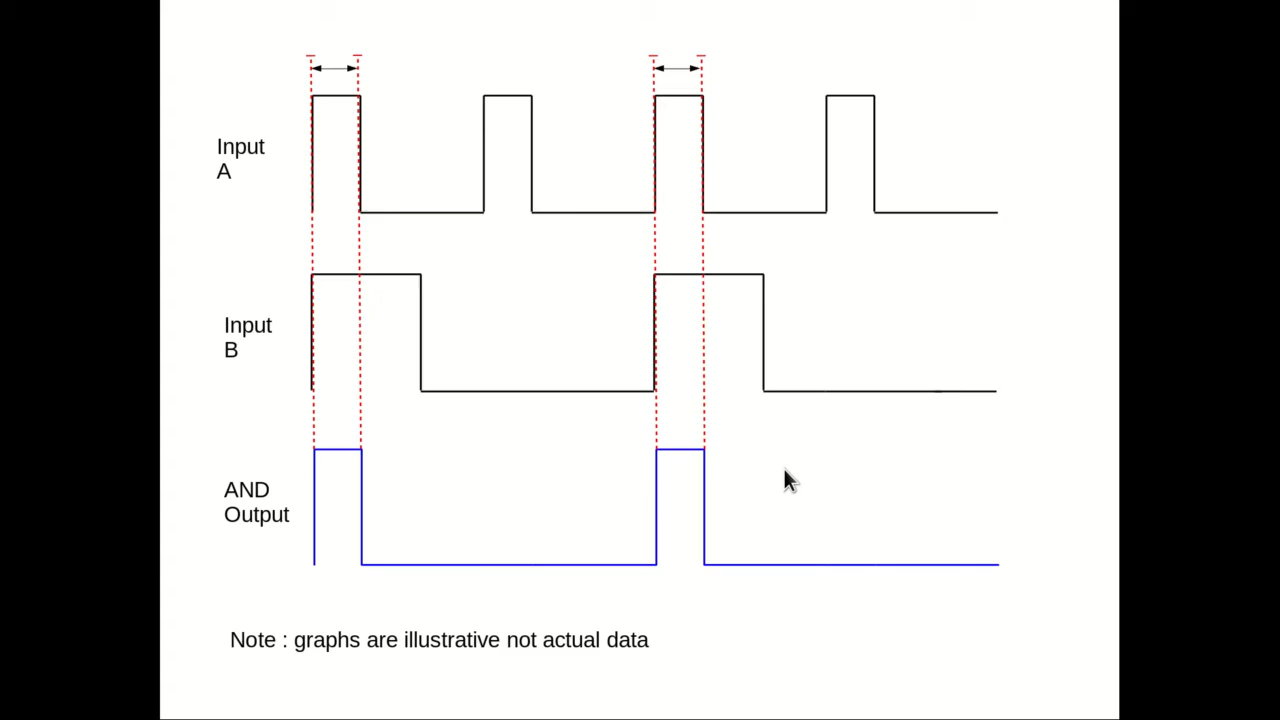 Input
A
Input
B
AND
Output
Note : graphs are illustrative not actual data